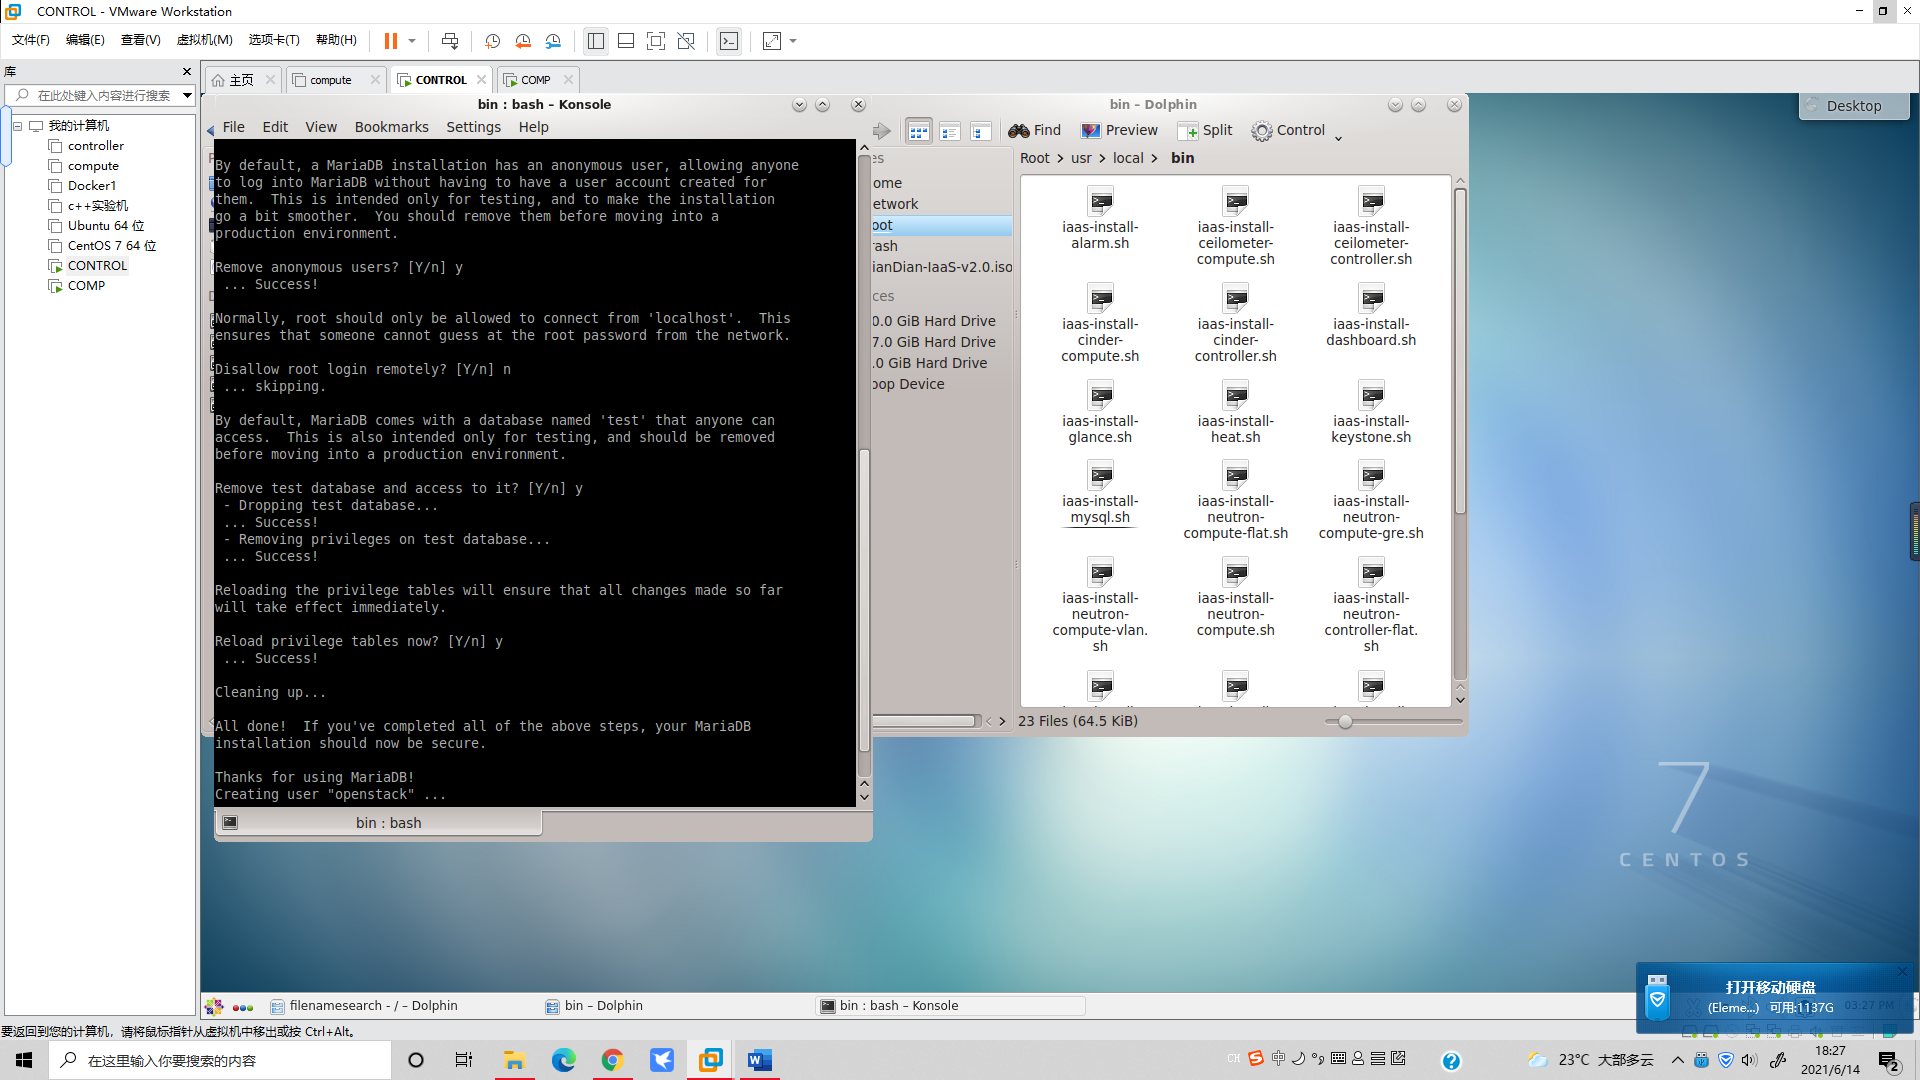 CONTROL - VMware Workstation
文件(F) 编辑(E) 查看(V) 虚拟机(M) 选项卡(T) 帮助(H)
库
在此处键入内容进行搜索
我的计算机
controller
compute
Docker1
c++实验机
Ubuntu 64 位
CentOS 7 64 位
CONTROL
COMP
主页 compute CONTROL COMP
bin : bash – Konsole
File Edit View Bookmarks Settings Help
By default, a MariaDB installation has an anonymous user, allowing anyone
to log into MariaDB without having to have a user account created for
them.  This is intended only for testing, and to make the installation
go a bit smoother.  You should remove them before moving into a
production environment.
Remove anonymous users? [Y/n] y
... Success!
Normally, root should only be allowed to connect from 'localhost'.  This
ensures that someone cannot guess at the root password from the network.
Disallow root login remotely? [Y/n] n
... skipping.
By default, MariaDB comes with a database named 'test' that anyone can
access.  This is also intended only for testing, and should be removed
before moving into a production environment.
Remove test database and access to it? [Y/n] y
- Dropping test database...
... Success!
- Removing privileges on test database...
... Success!
Reloading the privilege tables will ensure that all changes made so far
will take effect immediately.
Reload privilege tables now? [Y/n] y
... Success!
Cleaning up...
All done!  If you've completed all of the above steps, your MariaDB
installation should now be secure.
Thanks for using MariaDB!
Creating user "openstack" ...
bin : bash
bin – Dolphin
Find Preview Split Control
es
ome
etwork
oot
rash
ianDian-IaaS-v2.0.iso
ces
0.0 GiB Hard Drive
7.0 GiB Hard Drive
.0 GiB Hard Drive
oop Device
Root > usr > local > bin
iaas-install-alarm.sh
iaas-install-ceilometer-compute.sh
iaas-install-ceilometer-controller.sh
iaas-install-cinder-compute.sh
iaas-install-cinder-controller.sh
iaas-install-dashboard.sh
iaas-install-glance.sh
iaas-install-heat.sh
iaas-install-keystone.sh
iaas-install-mysql.sh
iaas-install-neutron-compute-flat.sh
iaas-install-neutron-compute-gre.sh
iaas-install-neutron-compute-vlan.sh
iaas-install-neutron-compute.sh
iaas-install-neutron-controller-flat.sh
23 Files (64.5 KiB)
Desktop
7
CENTOS
filenamesearch - / – Dolphin
bin – Dolphin
bin : bash – Konsole
03:27 PM
打开移动硬盘
(Eleme...) 可用:1137G
要返回到您的计算机，请将鼠标指针从虚拟机中移出或按 Ctrl+Alt。
在这里输入你要搜索的内容
CH
中
23°C 大部多云
18:27
2021/6/14
2